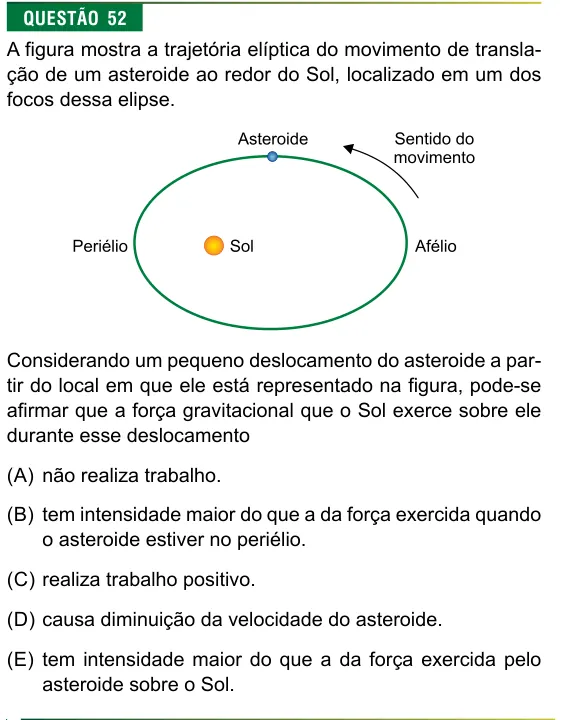 QUESTÃO 52
A figura mostra a trajetória elíptica do movimento de transla-
ção de um asteroide ao redor do Sol, localizado em um dos
focos dessa elipse.
Asteroide
Sentido do
movimento
Periélio
Sol
Afélio
Considerando um pequeno deslocamento do asteroide a par-
tir do local em que ele está representado na figura, pode-se
afirmar que a força gravitacional que o Sol exerce sobre ele
durante esse deslocamento
(A) não realiza trabalho.
(B) tem intensidade maior do que a da força exercida quando
o asteroide estiver no periélio.
(C) realiza trabalho positivo.
(D) causa diminuição da velocidade do asteroide.
(E) tem intensidade maior do que a da força exercida pelo
asteroide sobre o Sol.